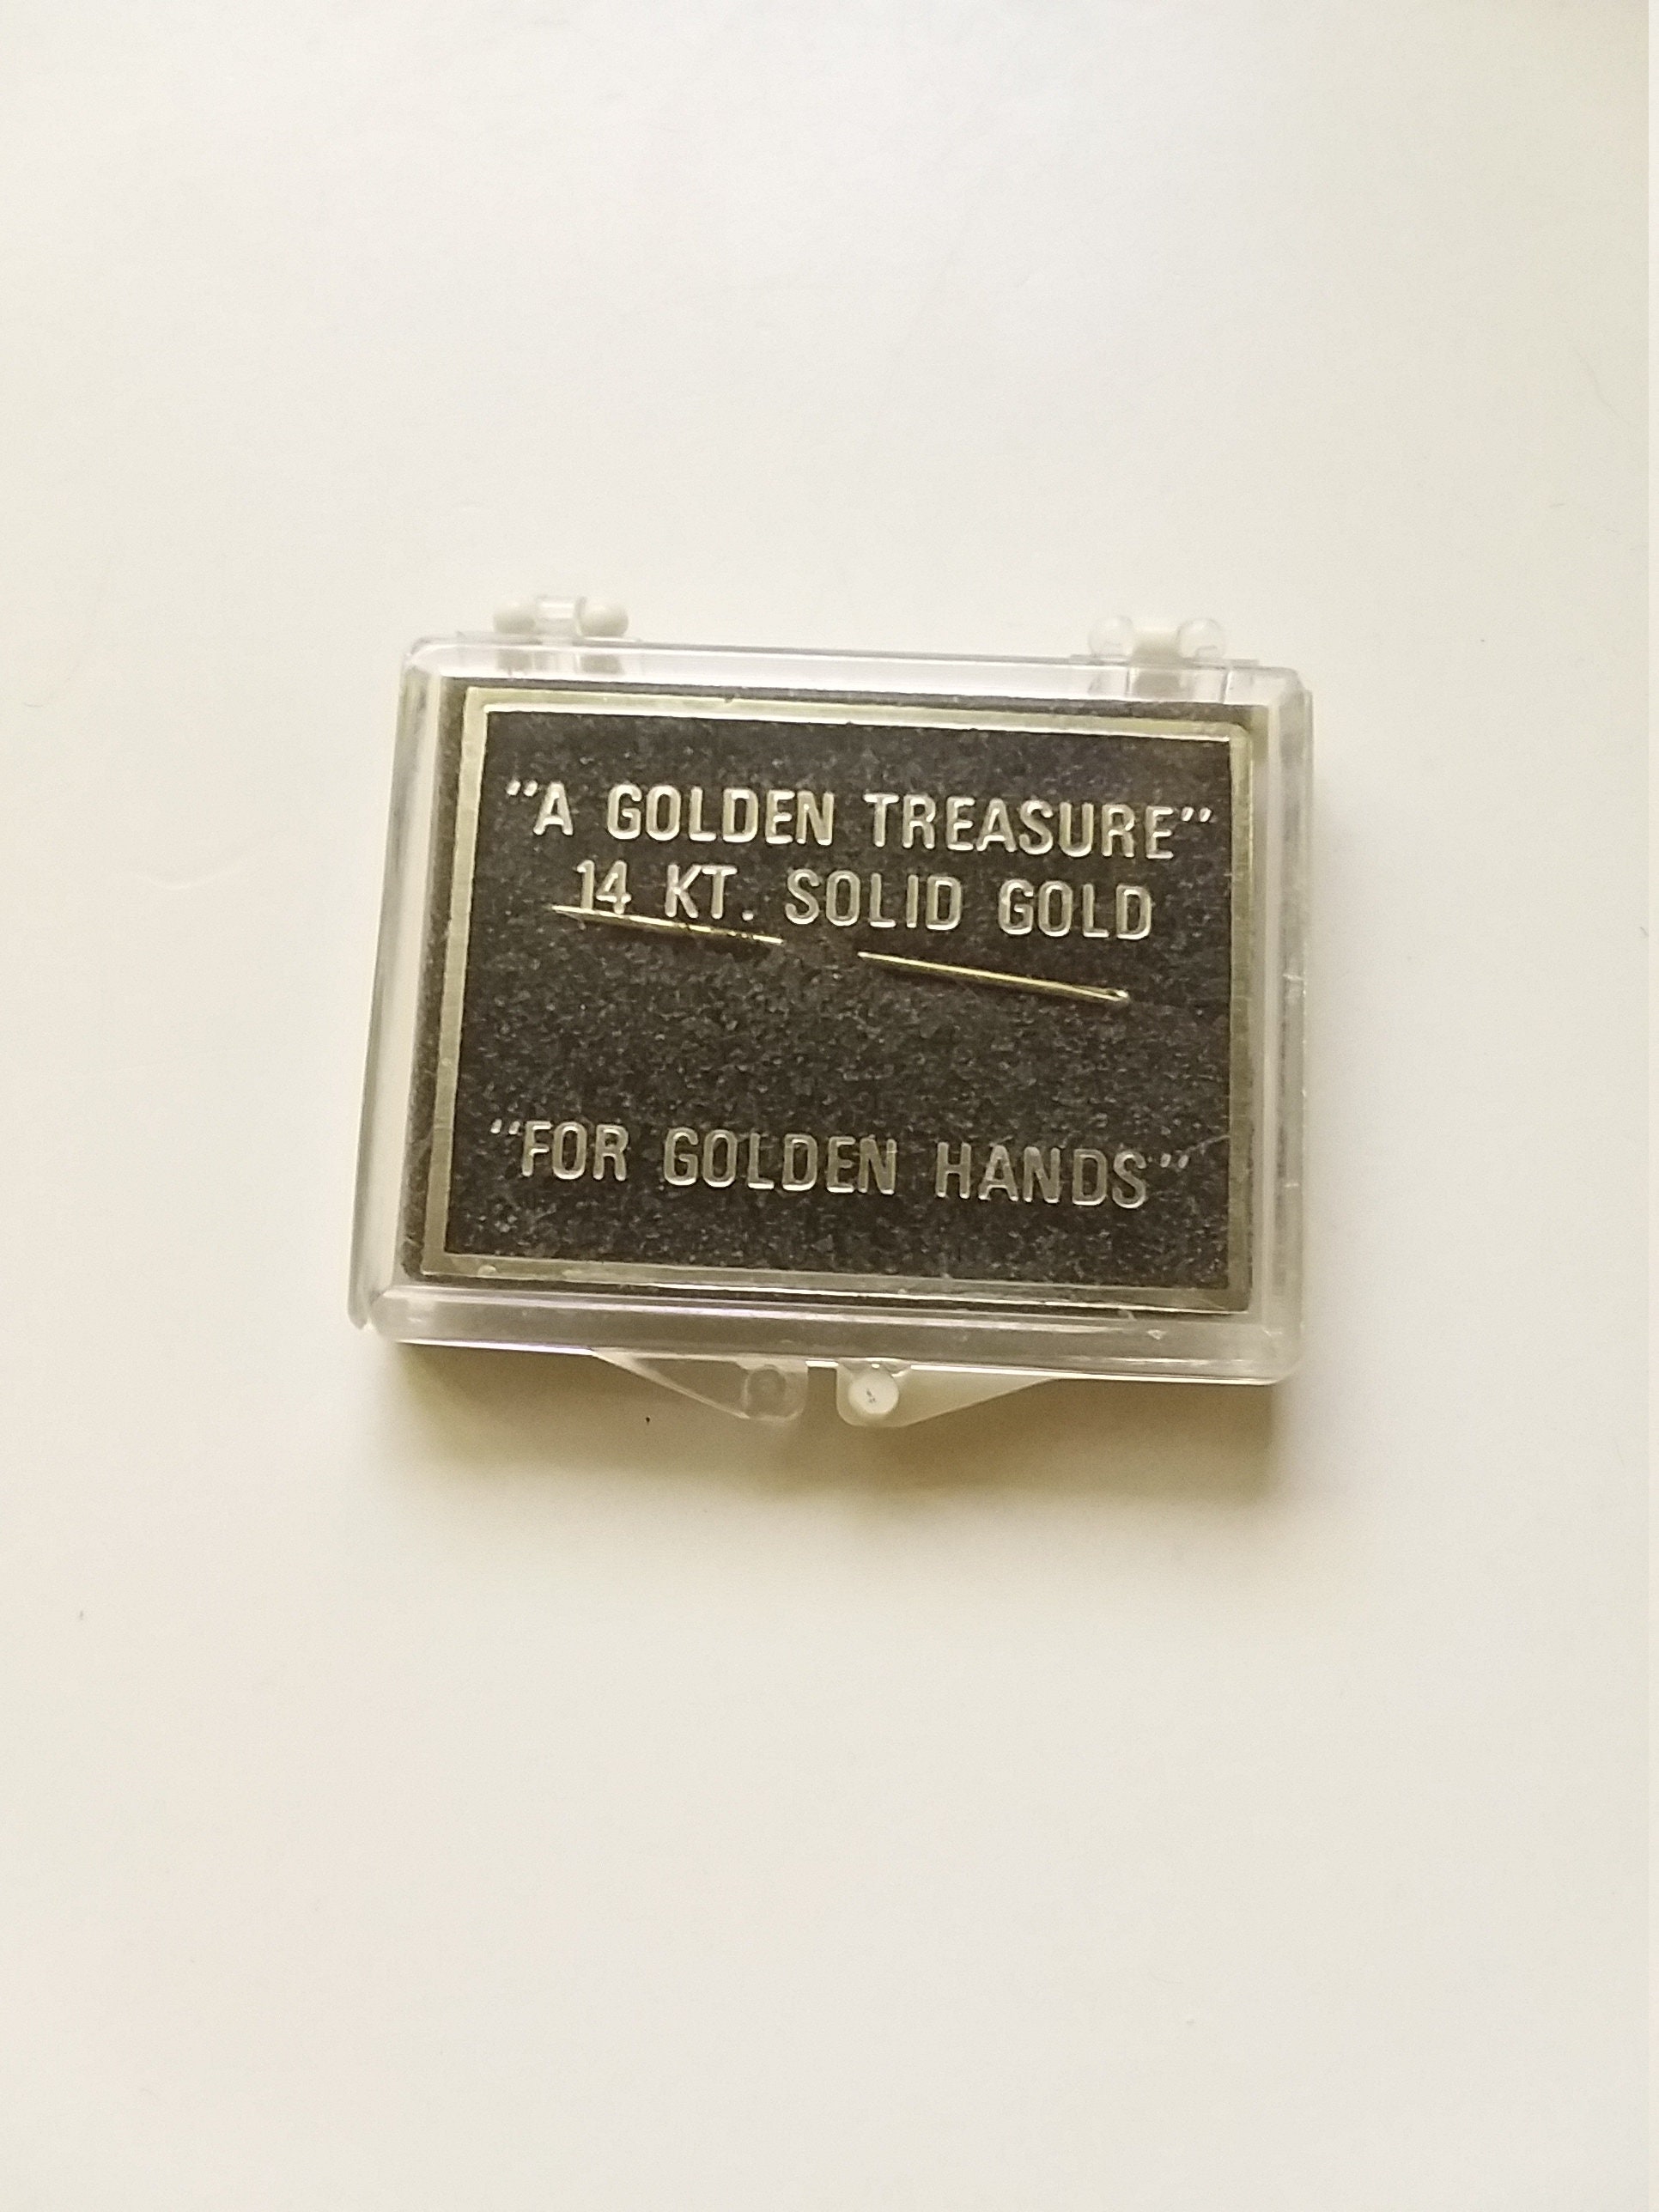 "A GOLDEN TREASURE"
14 KT. SOLID GOLD
"FOR GOLDEN HANDS"